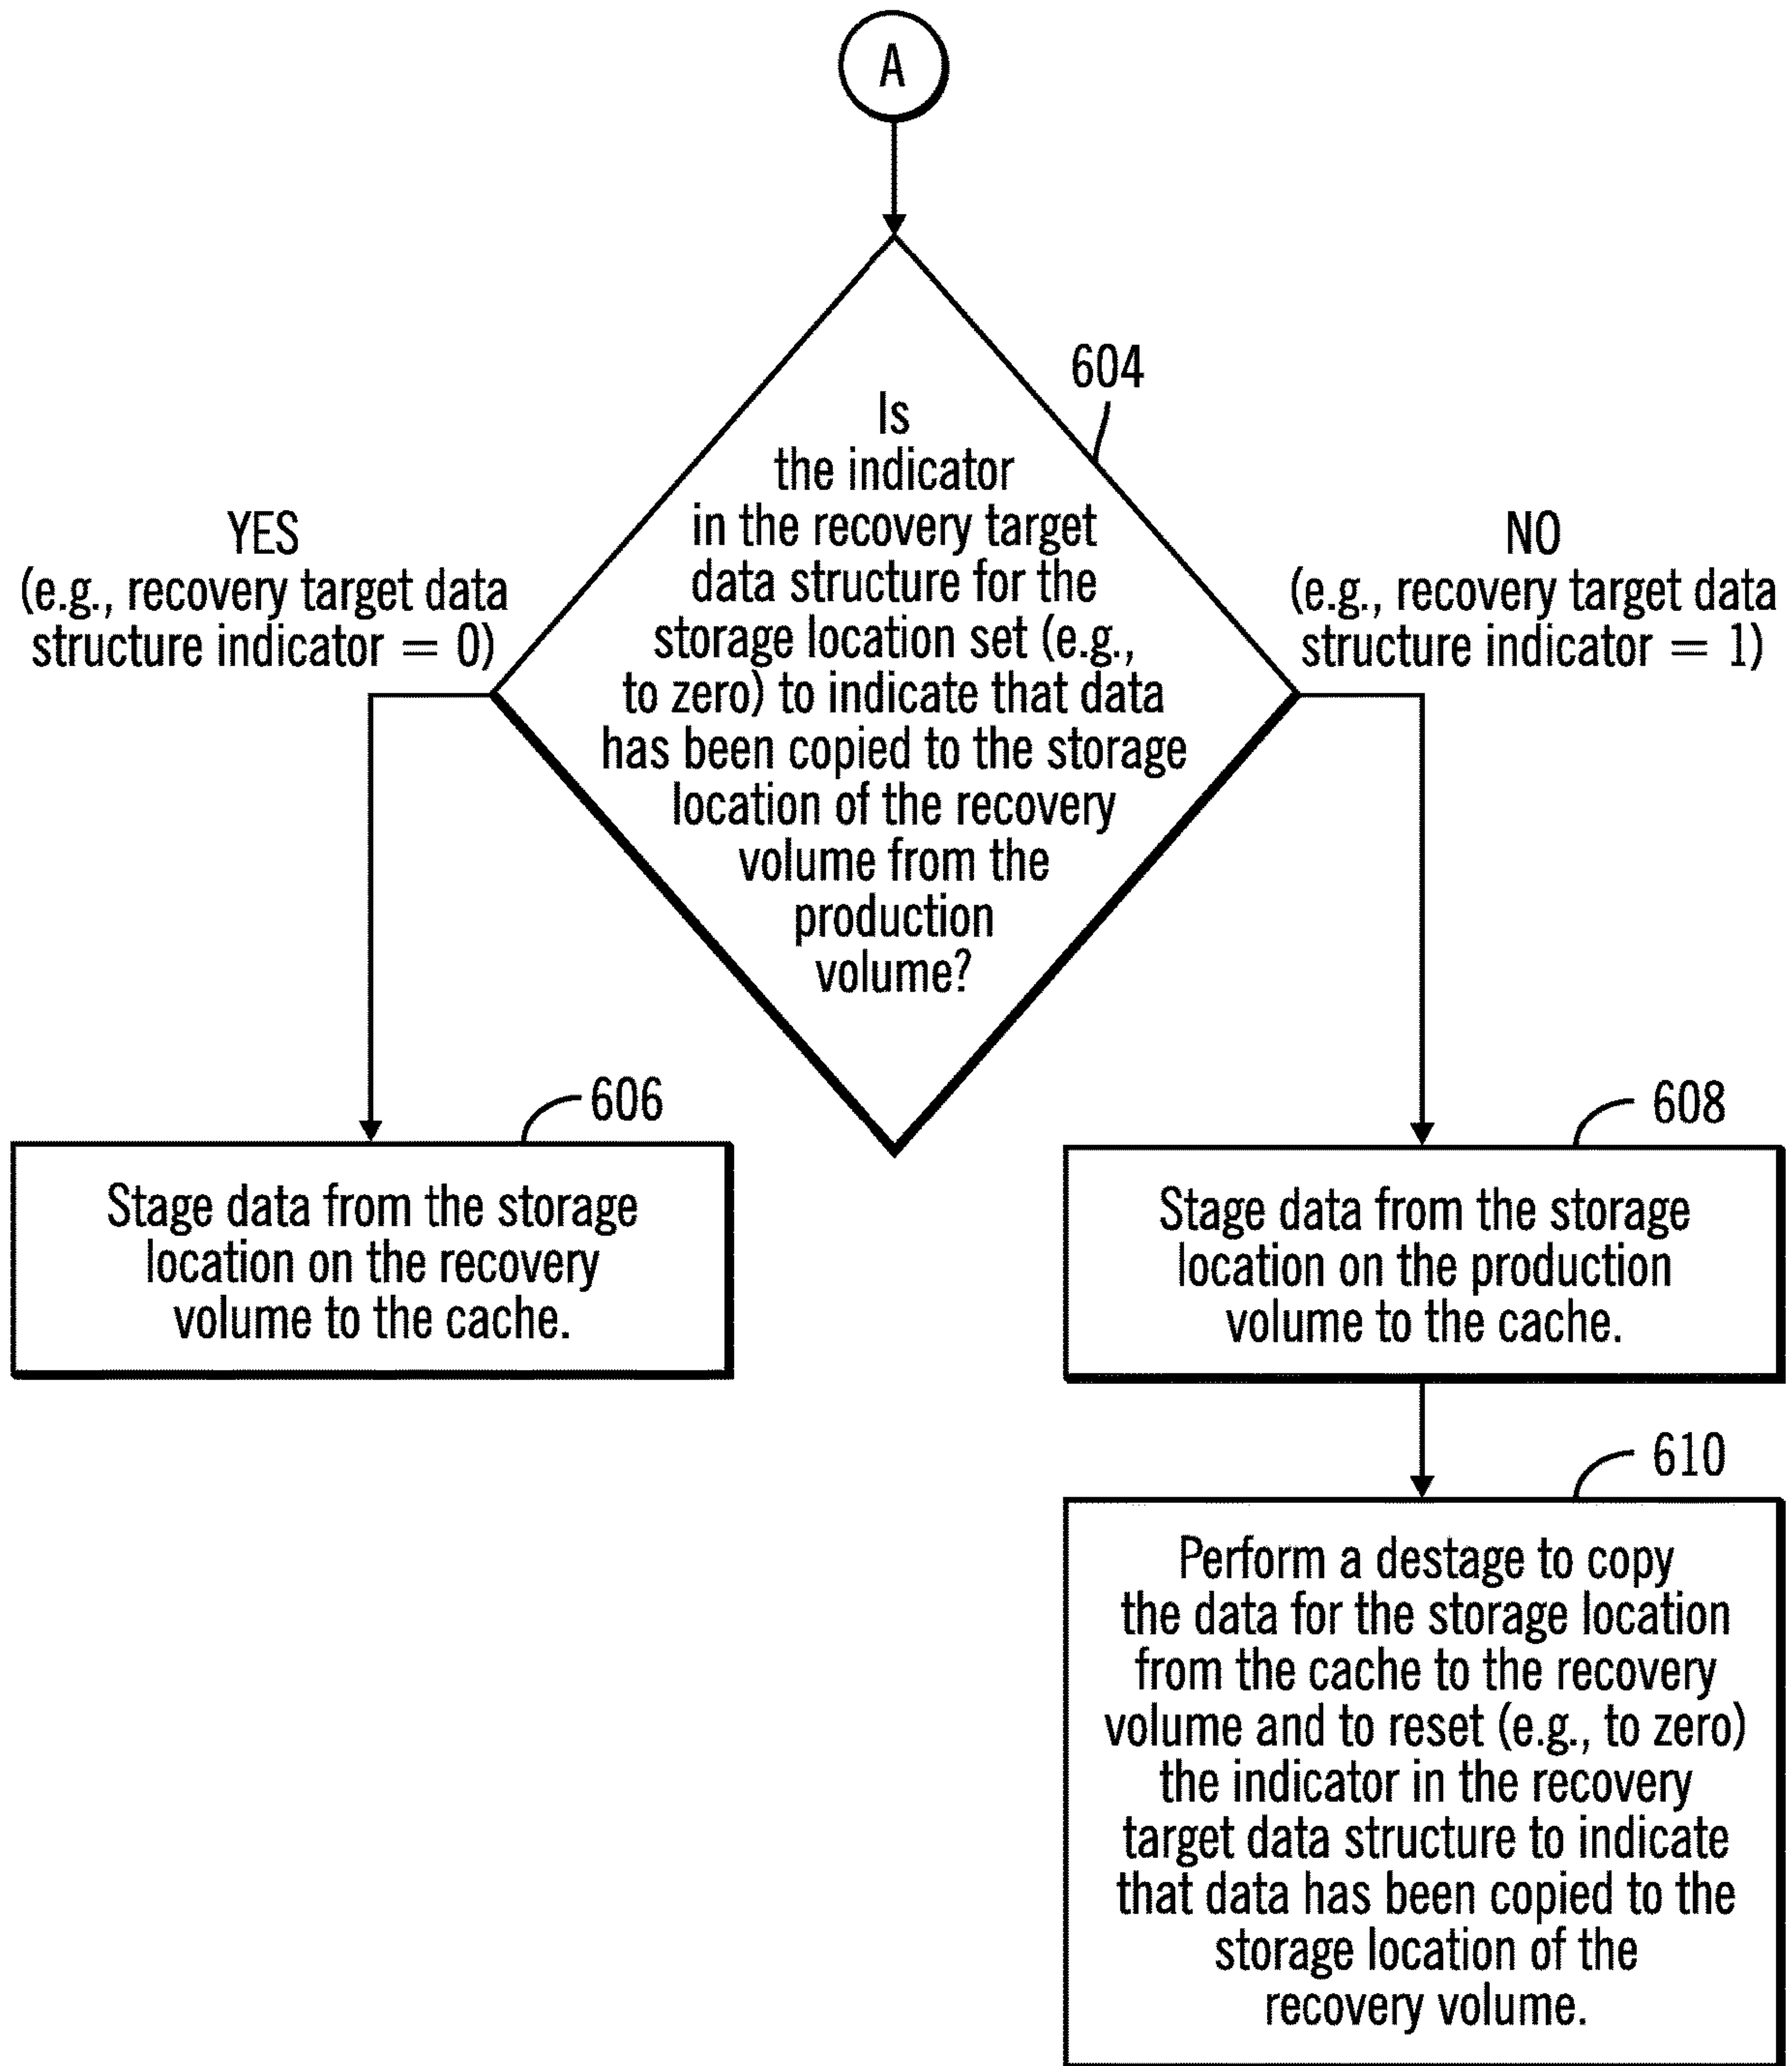 A
604
Is
the indicator
in the recovery target
data structure for the
storage location set (e.g.,
to zero) to indicate that data
has been copied to the storage
location of the recovery
volume from the
production
volume?
YES
(e.g., recovery target data
structure indicator = 0)
NO
(e.g., recovery target data
structure indicator = 1)
606
Stage data from the storage
location on the recovery
volume to the cache.
608
Stage data from the storage
location on the production
volume to the cache.
610
Perform a destage to copy
the data for the storage location
from the cache to the recovery
volume and to reset (e.g., to zero)
the indicator in the recovery
target data structure to indicate
that data has been copied to the
storage location of the
recovery volume.